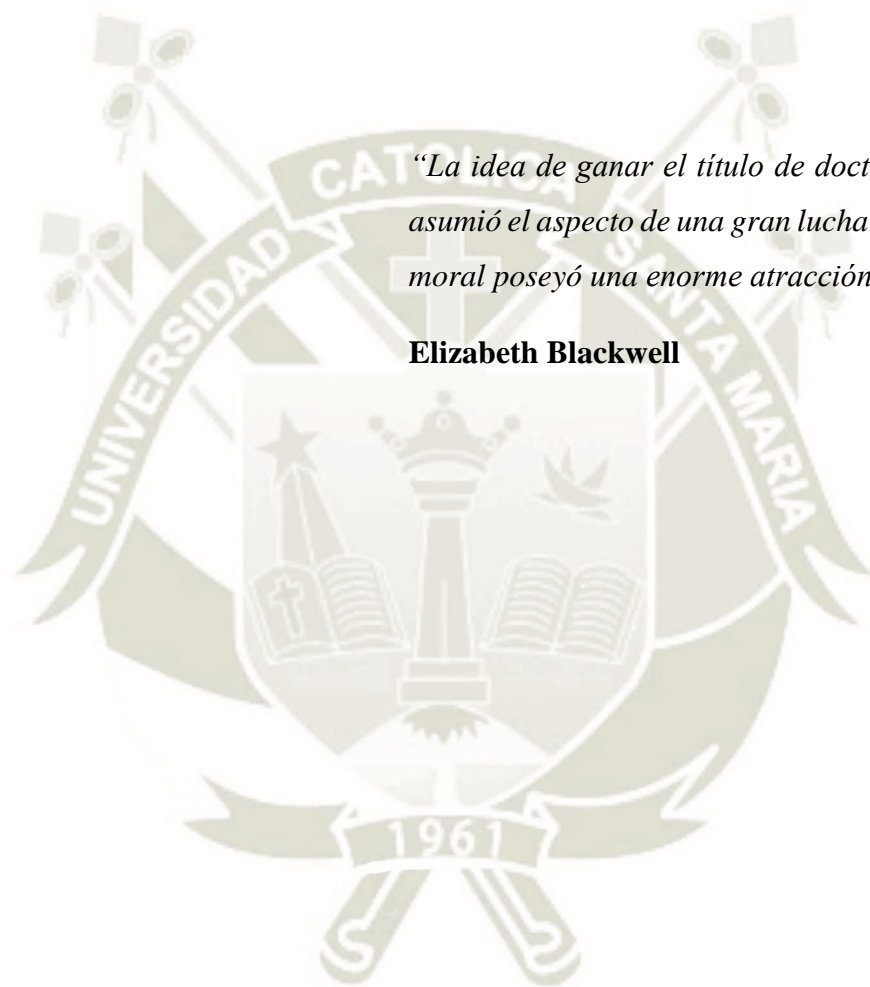 “La idea de ganar el título de doct
asumió el aspecto de una gran lucha
moral poseyó una enorme atracción
Elizabeth Blackwell
UNIVERSIDAD CATOLICA SANTA MARIA
1961